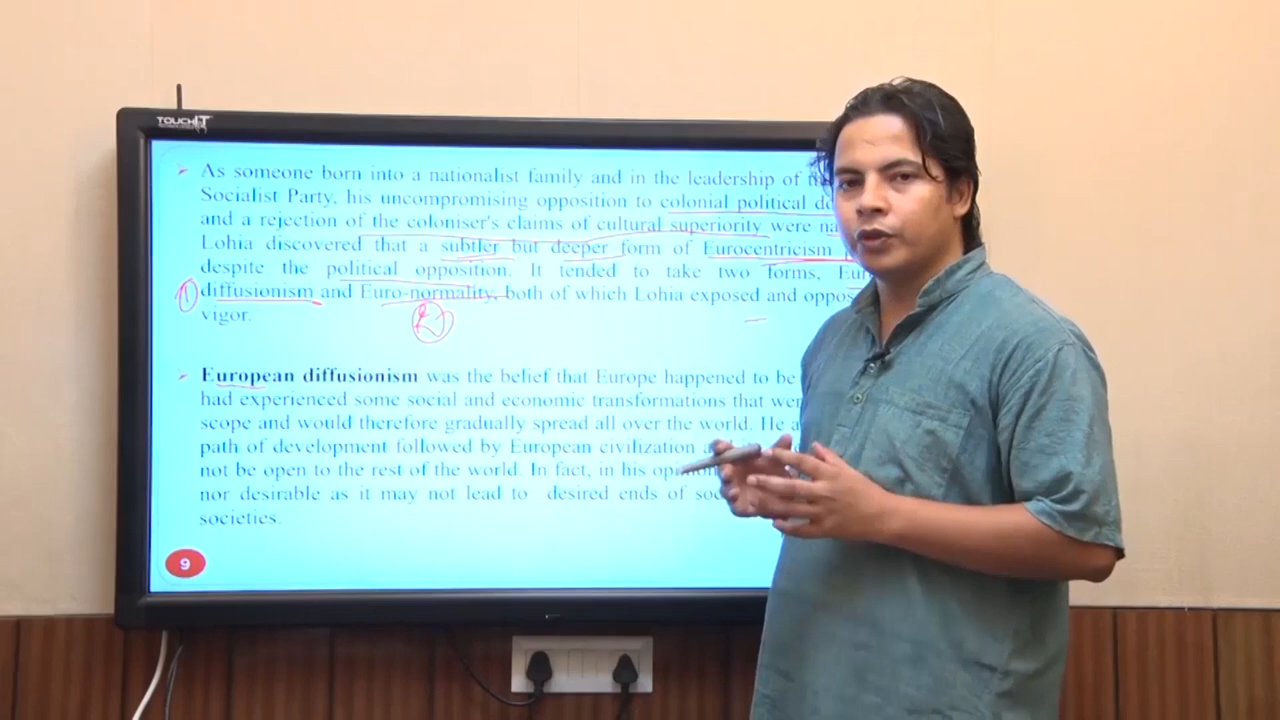 TOUCHIT
As someone born into a nationalist family and in the leadership of
Socialist Party, his uncompromising opposition to colonial political
and a rejection of the coloniser's claims of cultural superiority were
Lohia discovered that a subtler but deeper form of Eurocentricism
despite the political opposition. It tended to take two forms,
① diffusionism and Euro-normality, both of which Lohia exposed and
vigor.
②
European diffusionism was the belief that Europe happened to be
had experienced some social and economic transformations that
scope and would therefore gradually spread all over the world. He
path of development followed by European civilization
not be open to the rest of the world. In fact, in his
nor desirable as it may not lead to desired ends of
societies.
9